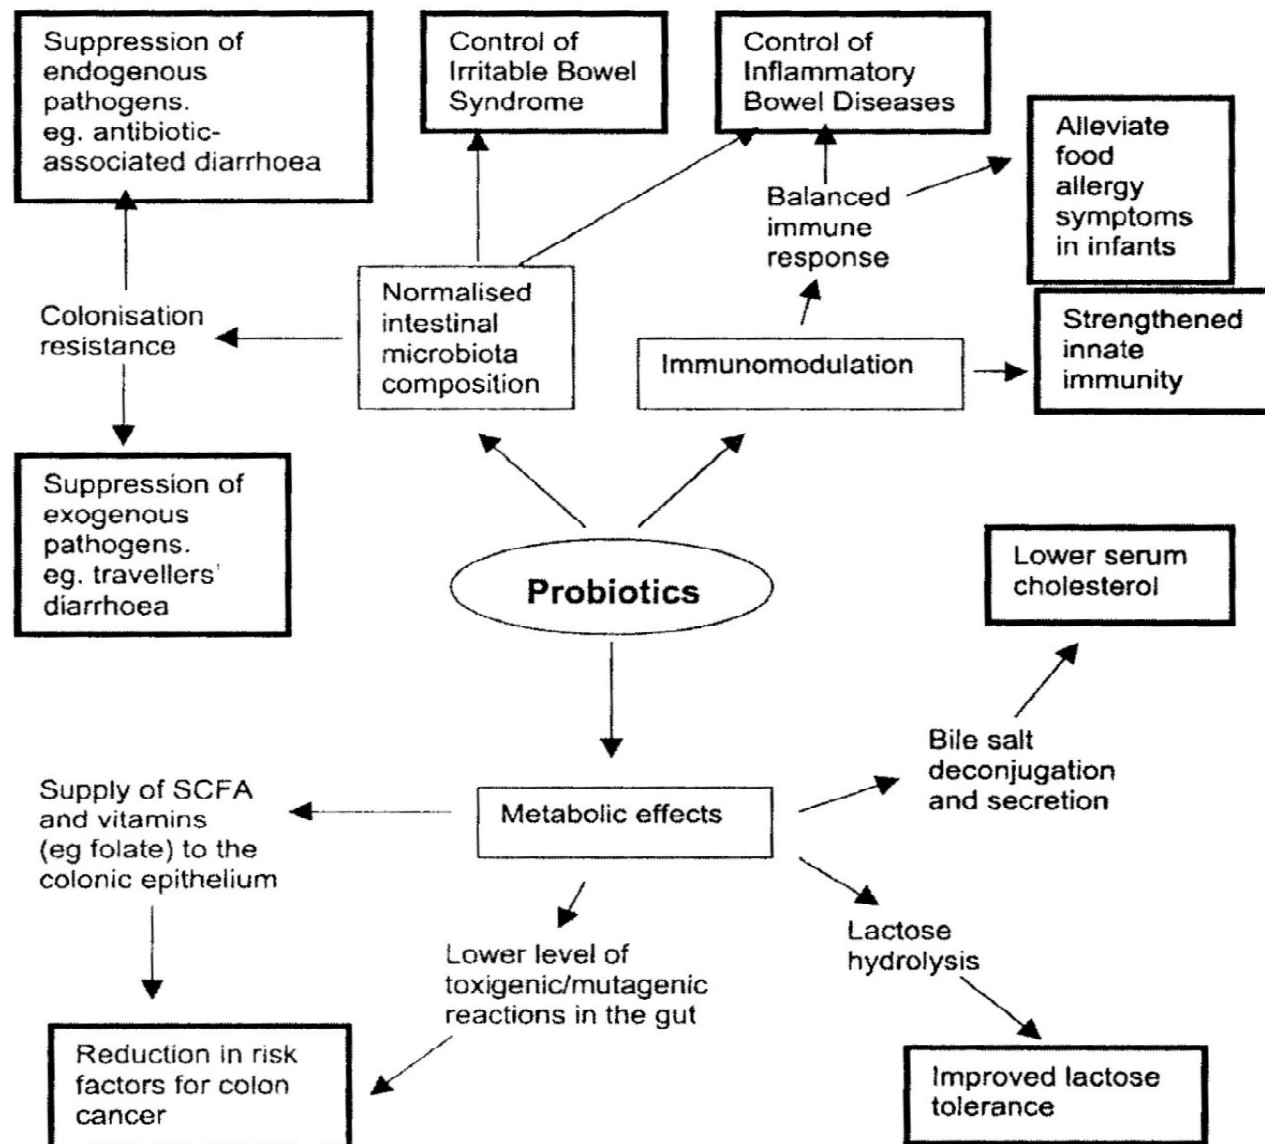 Suppression of
endogenous
pathogens.
eg. antibiotic-
associated diarrhoea
Control of
Irritable Bowel
Syndrome
Control of
Inflammatory
Bowel Diseases
Alleviate
food
allergy
symptoms
in infants
Balanced
immune
response
Colonisation
resistance
Normalised
intestinal
microbiota
composition
Immunomodulation
Strengthened
innate
immunity
Suppression of
exogenous
pathogens.
eg. travellers'
diarrhoea
Probiotics
Lower serum
cholesterol
Bile salt
deconjugation
and secretion
Supply of SCFA
and vitamins
(eg folate) to the
colonic epithelium
Metabolic effects
Lactose
hydrolysis
Lower level of
toxigenic/mutagenic
reactions in the gut
Reduction in risk
factors for colon
cancer
Improved lactose
tolerance